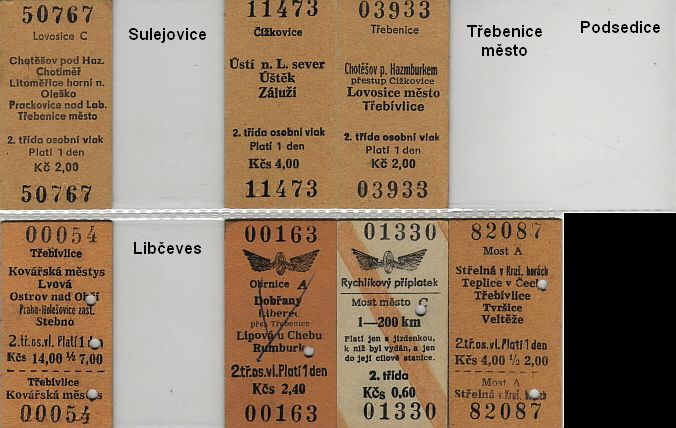 50767
Lovosice C
Chotěšov pod Haz.
Chotiměř
Litoměřice horní n.
Oleško
Prackovice nad Lab.
Třebenice město
2. třída osobní vlak
Platí 1 den
Kč 2,00
50767
Sulejovice
11473
Čížkovice
Ústí n. L. sever
Úštěk
Záluží
2. třída osobní vlak
Platí 1 den
Kčs 4,00
11473
03933
Třebenice
Chotěšov p. Hazmburkem
přestup Čížkovice
Lovosice město
Třebívlice
2. třída osobní vlak
Platí 1 den
Kč 2,00
03933
Třebenice
město
Podsedice
00054
Třebívlice
Kovářská městys
Lvová
Ostrov nad Ohří
Praha-Holešovice zast.
Stebno
2.tř.os.vl. Platí 1 den
Kčs 14,00 ½ 7,00
Třebívlice
Kovářská městys
00054
Libčeves
00163
Obrnice A
Dobřany
Liberec
přes Třebenice
Lipová u Chebu
Rumburk
2.tř.os.vl. Platí 1 den
Kčs 2,40
00163
01330
Rychlíkový příplatek
Most město C
1—200 km
Platí jen s jízdenkou,
k níž byl vydán, a jen
do její cílové stanice.
2. třída
Kčs 0,60
01330
82087
Most A
Střelná v Kruš. horách
Teplice v Čech.
Třebívlice
Tvršice
Veltěže
2.tř.os.vl. Platí 1 den
Kčs 4,00 ½ 2,00
Most A
Střelná v Kruš. hor.
82087